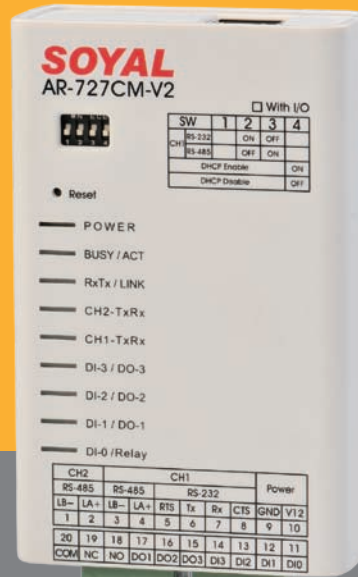 SOYAL
AR-727CM-V2
With I/O
SW 1 2 3 4
CH1 RS-232 ON OFF
RS-485 OFF ON
DHCP Enable ON
DHCP Disable OFF
Reset
POWER
BUSY / ACT
RxTx / LINK
CH2-TxRx
CH1-TxRx
DI-3 / DO-3
DI-2 / DO-2
DI-1 / DO-1
DI-0 /Relay
CH2 CH1 Power
RS-485 RS-485 RS-232
LB- LA+ LB- LA+ RTS Tx Rx CTS GND V12
1 2 3 4 5 6 7 8 9 10
20 19 18 17 16 15 14 13 12 11
COM NC NO DO1 DO2 DO3 DI3 DI2 DI1 DI0